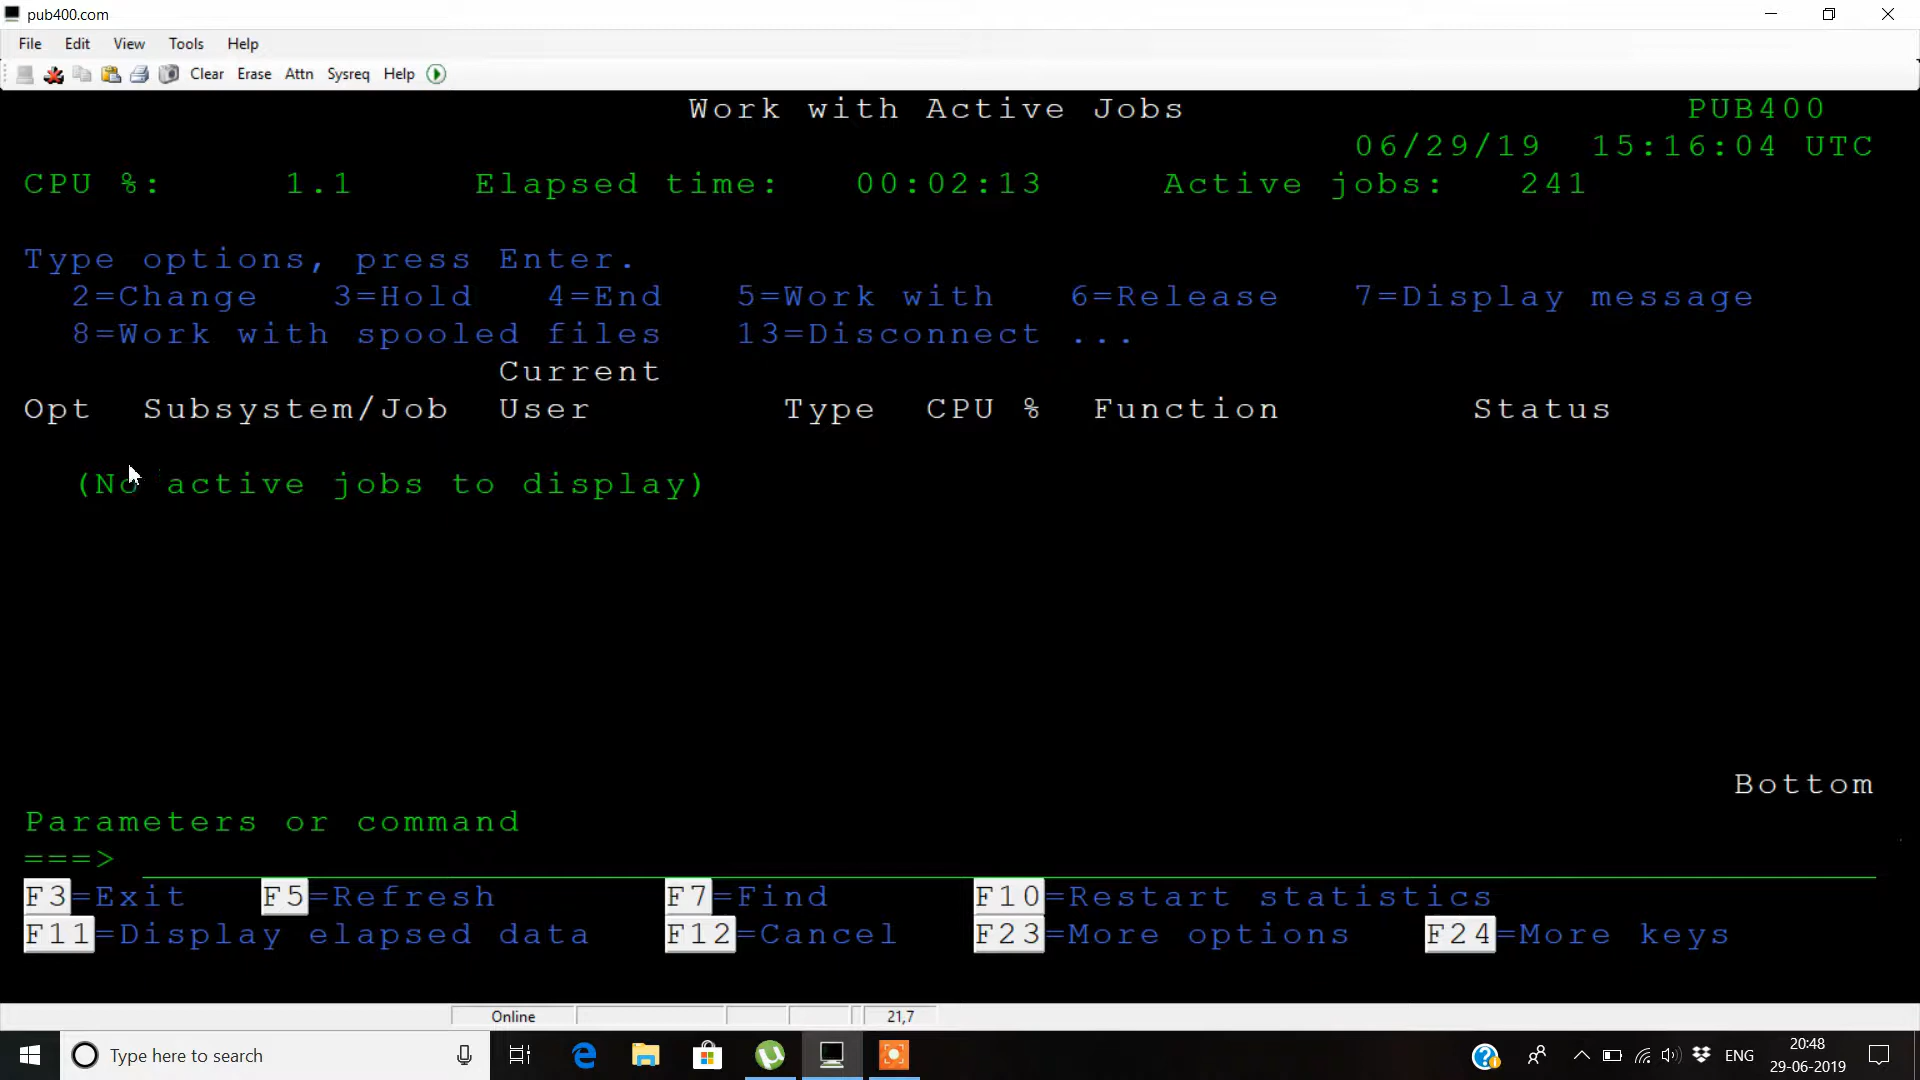 pub400.com
File Edit View Tools Help
Clear Erase Attn Sysreq Help
Work with Active Jobs PUB400
06/29/19 15:16:04 UTC
CPU %: 1.1 Elapsed time: 00:02:13 Active jobs: 241
Type options, press Enter.
2=Change 3=Hold 4=End 5=Work with 6=Release 7=Display message
8=Work with spooled files 13=Disconnect ...
Current
Opt Subsystem/Job User Type CPU % Function Status
(No active jobs to display)
Bottom
Parameters or command
===>
F3=Exit F5=Refresh F7=Find F10=Restart statistics
F11=Display elapsed data F12=Cancel F23=More options F24=More keys
Online 21,7
Type here to search ENG 20:48
29-06-2019